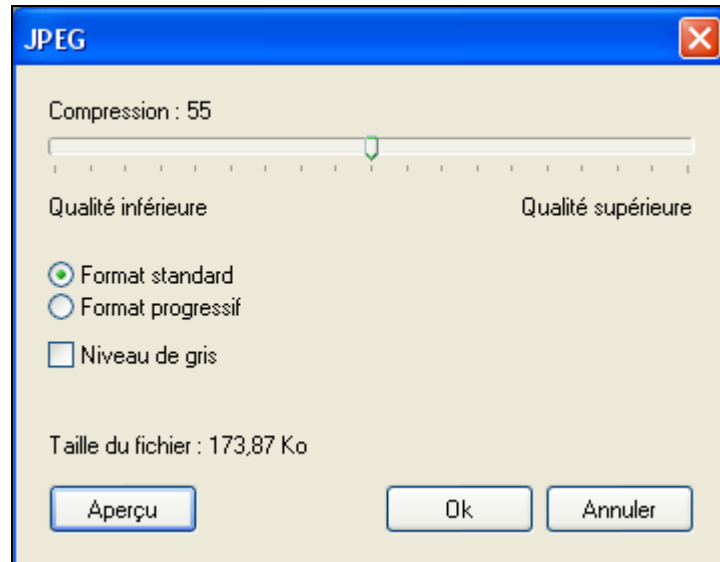 JPEG
Compression : 55
Qualité inférieure Qualité supérieure
Format standard
Format progressif
Niveau de gris
Taille du fichier : 173,87 Ko
Aperçu Ok Annuler